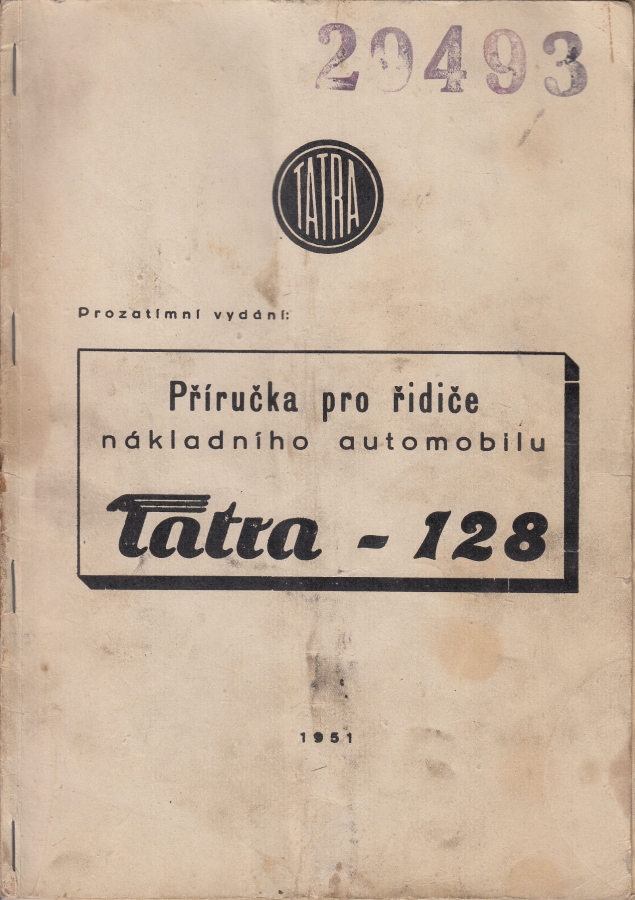 29493
TATRA
Prozatímní vydání:
Příručka pro řidiče
nákladního automobilu
Tatra - 128
1951